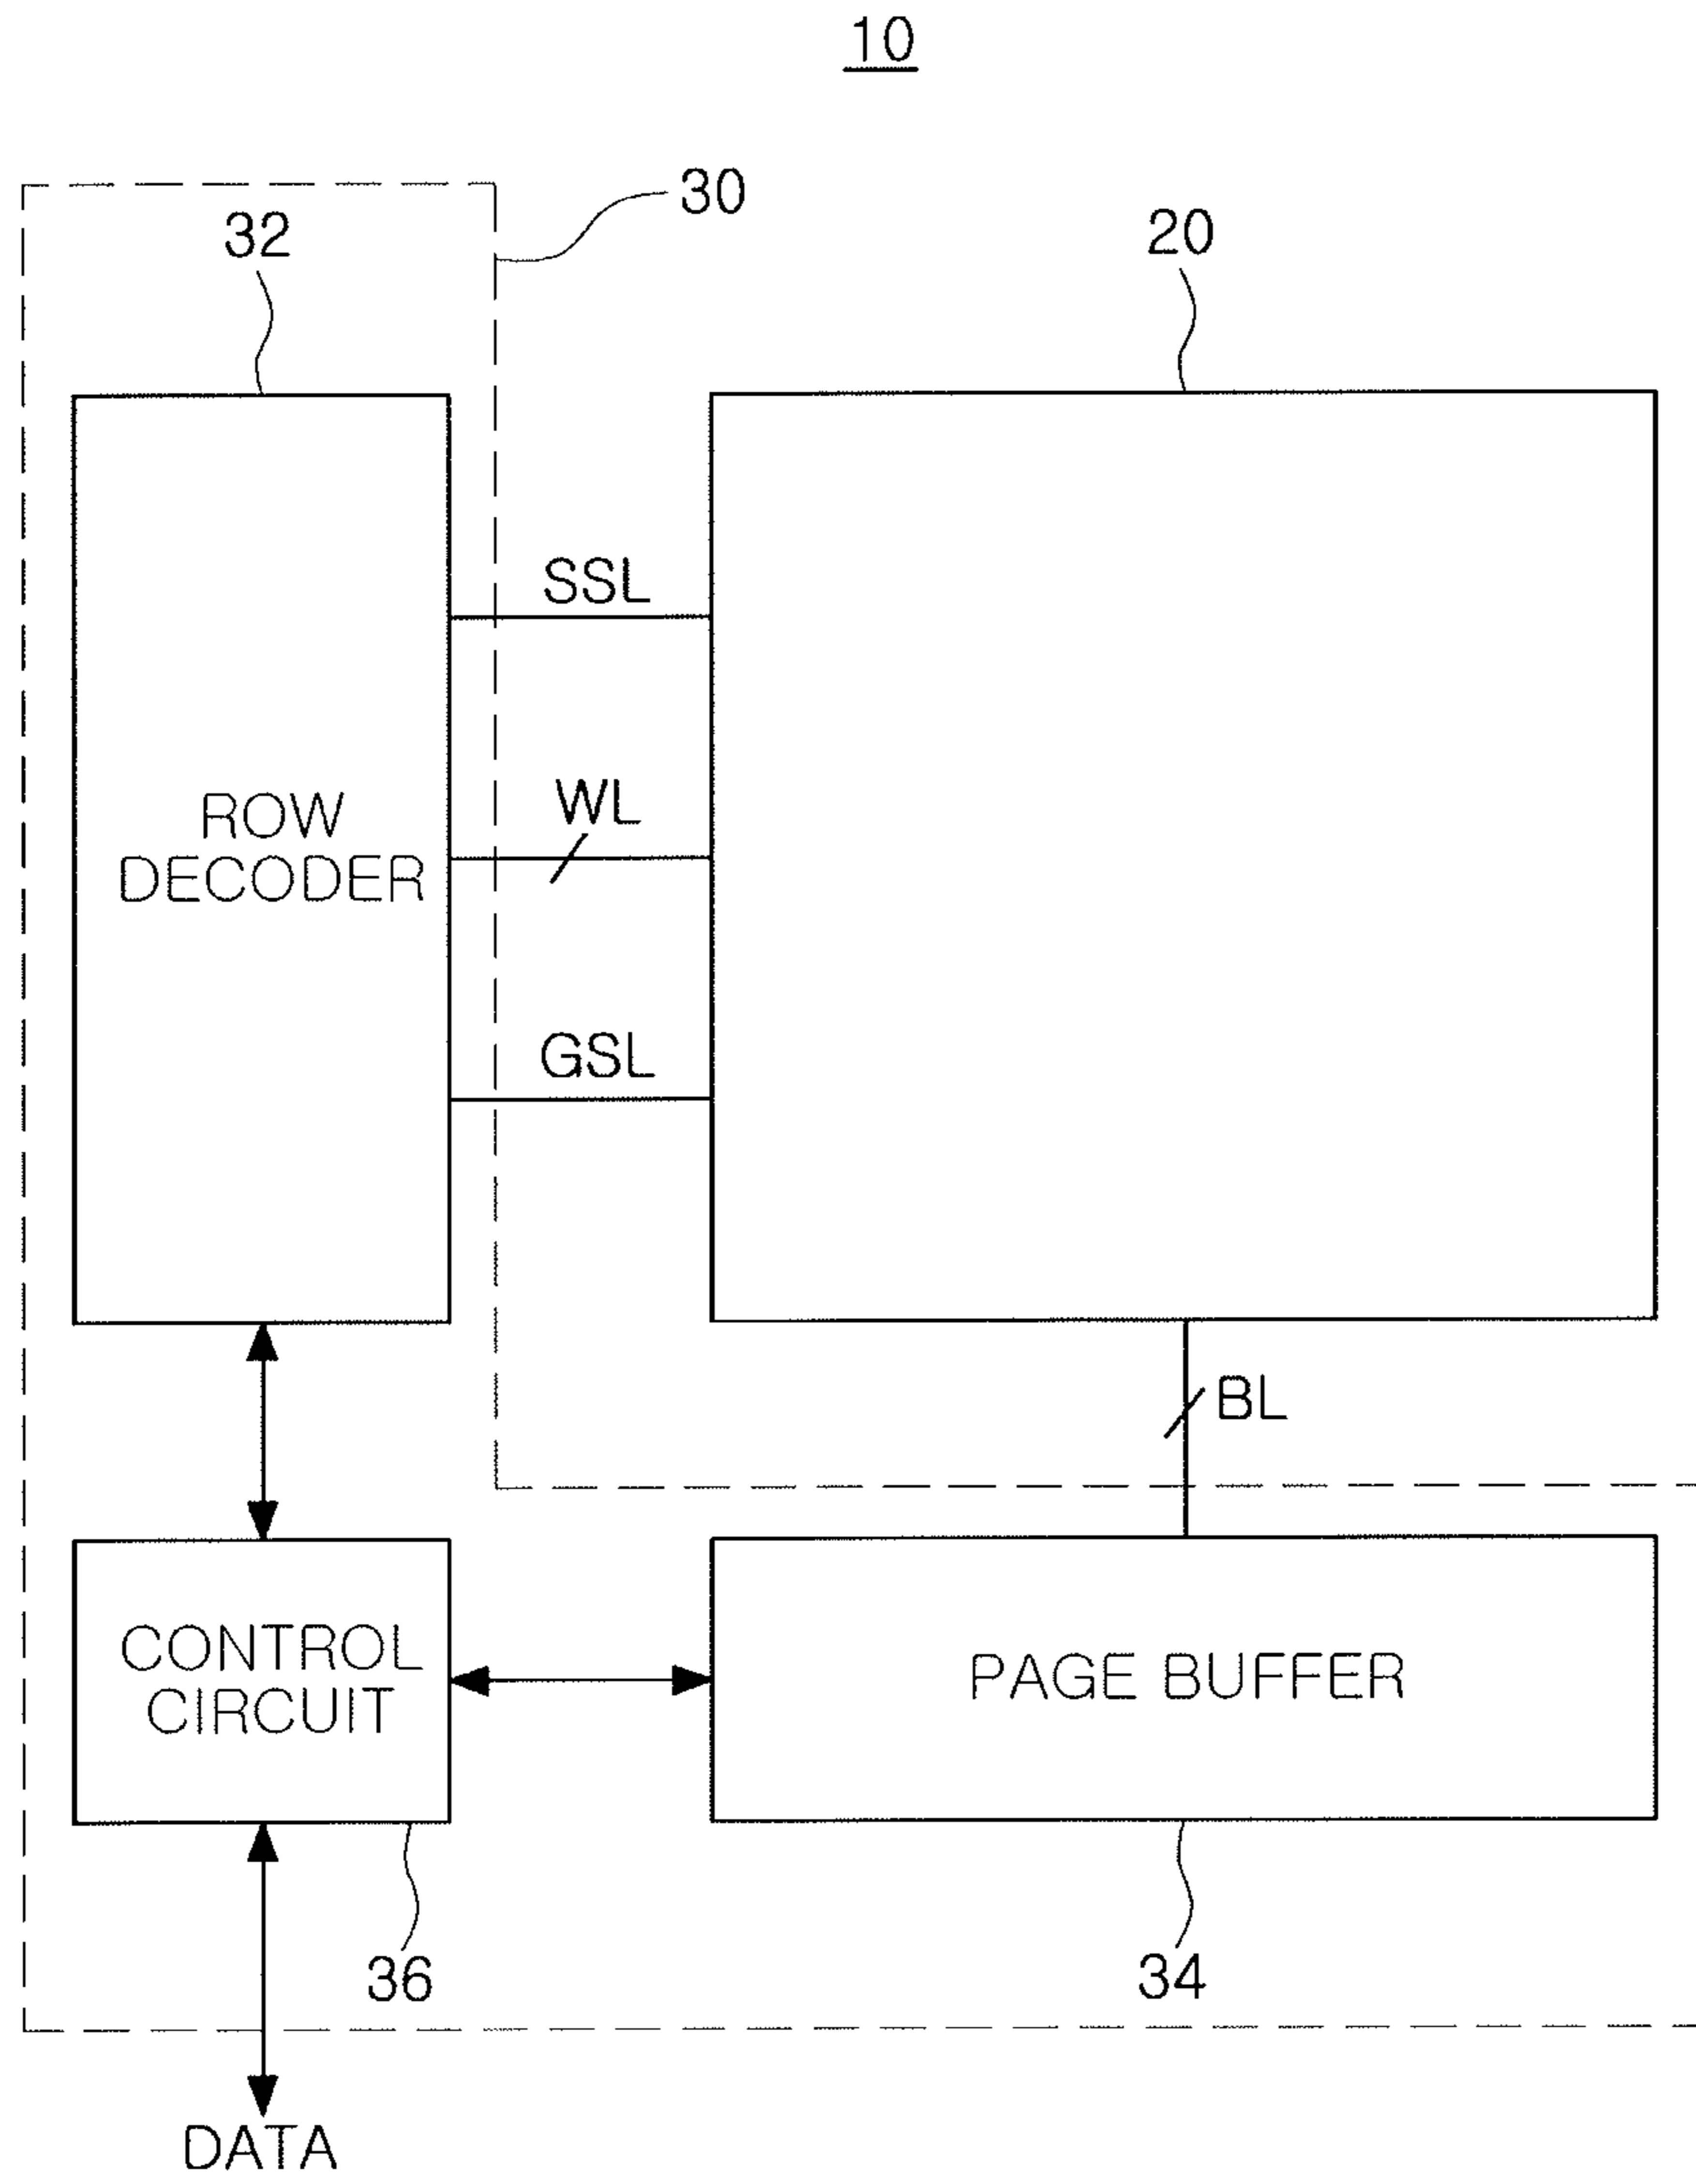 10
30
32
20
SSL
WL
ROW
DECODER
GSL
BL
CONTROL
CIRCUIT
PAGE BUFFER
36
34
DATA